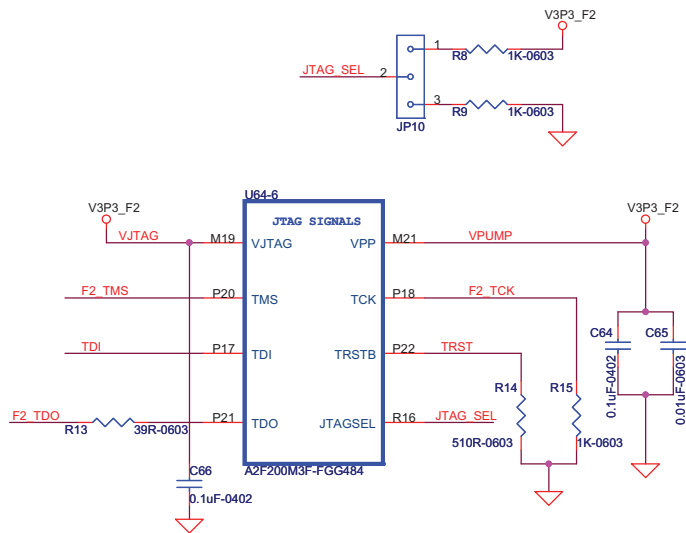 V3P3_F2
1
R8
1K-0603
JTAG_SEL
2
3
R9
1K-0603
JP10
U64-6
V3P3_F2
JTAG SIGNALS
V3P3_F2
VJTAG
M19
VJTAG
VPP
M21
VPUMP
F2_TMS
P20
TMS
TCK
P18
F2_TCK
TDI
P17
TDI
TRSTB
P22
TRST
C64
0.1uF-0402
C65
0.01uF-0603
R14
510R-0603
R15
1K-0603
F2_TDO
R13
39R-0603
P21
TDO
JTAGSEL
R16
JTAG_SEL
C66
0.1uF-0402
A2F200M3F-FGG484